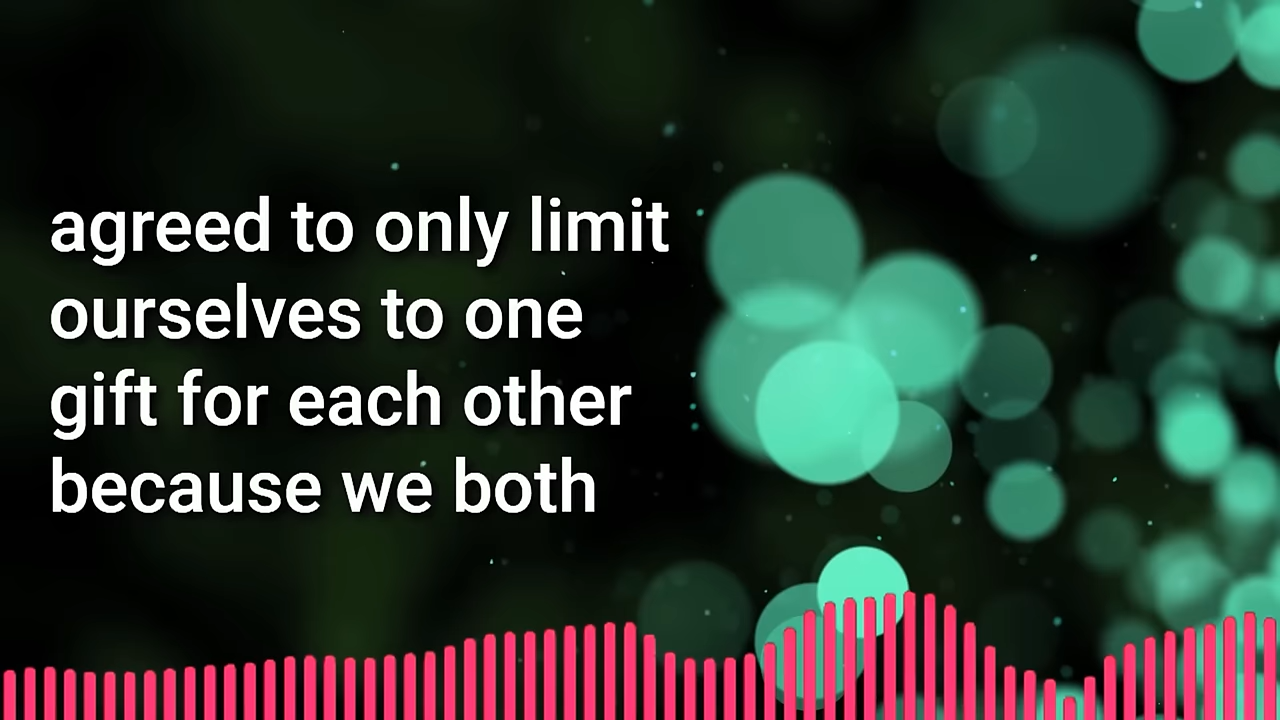 agreed to only limit
ourselves to one
gift for each other
because we both